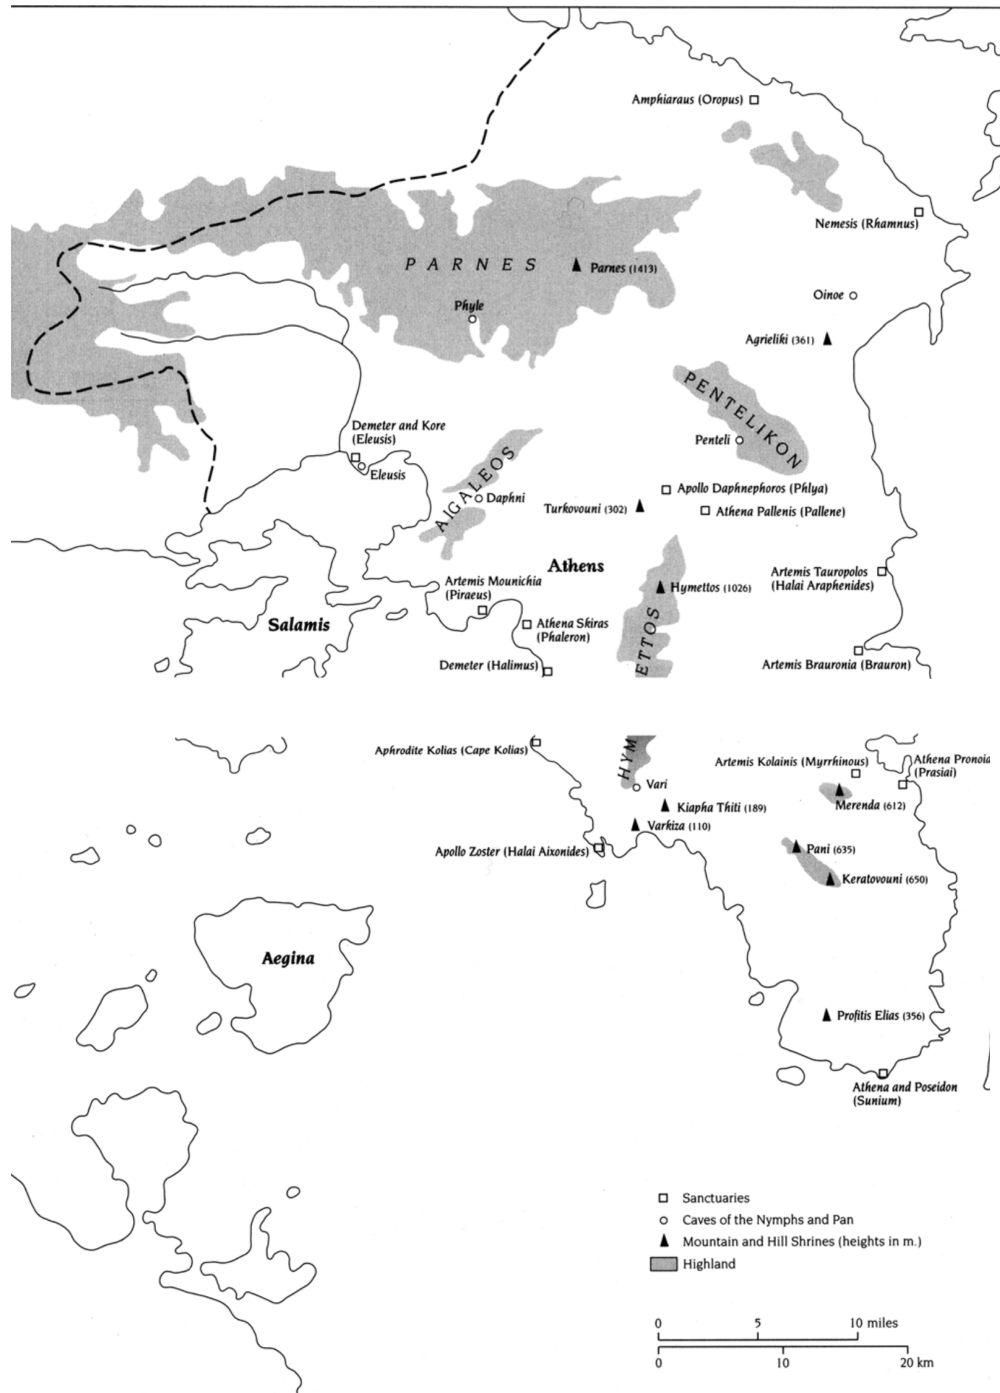 Amphiaraus (Oropus)
Nemesis (Rhamnus)
PARNES
Parnes (1413)
Oinoe
Phyle
Agrieliki (361)
PENTELIKON
Demeter and Kore
(Eleusis)
Eleusis
Penteli
AIGALEOS
Daphni
Apollo Daphnephoros (Phlya)
Turkovouni (302)
Athena Pallenis (Pallene)
Athens
Artemis Tauropolos
(Halai Araphenides)
Artemis Mounichia
(Piraeus)
Hymettos (1026)
Salamis
Athena Skiras
(Phaleron)
ETTOS
Demeter (Halimus)
Artemis Brauronia (Brauron)
Aphrodite Kolias (Cape Kolias)
HYM
Artemis Kolainis (Myrrhinous)
Athena Pronoia
(Prasiai)
Vari
Kiapha Thiti (189)
Merenda (612)
Varkiza (110)
Apollo Zoster (Halai Aixonides)
Pani (635)
Keratovouni (650)
Aegina
Profitis Elias (356)
Athena and Poseidon
(Sunium)
Sanctuaries
Caves of the Nymphs and Pan
Mountain and Hill Shrines (heights in m.)
Highland
0 5 10 miles
0 10 20 km